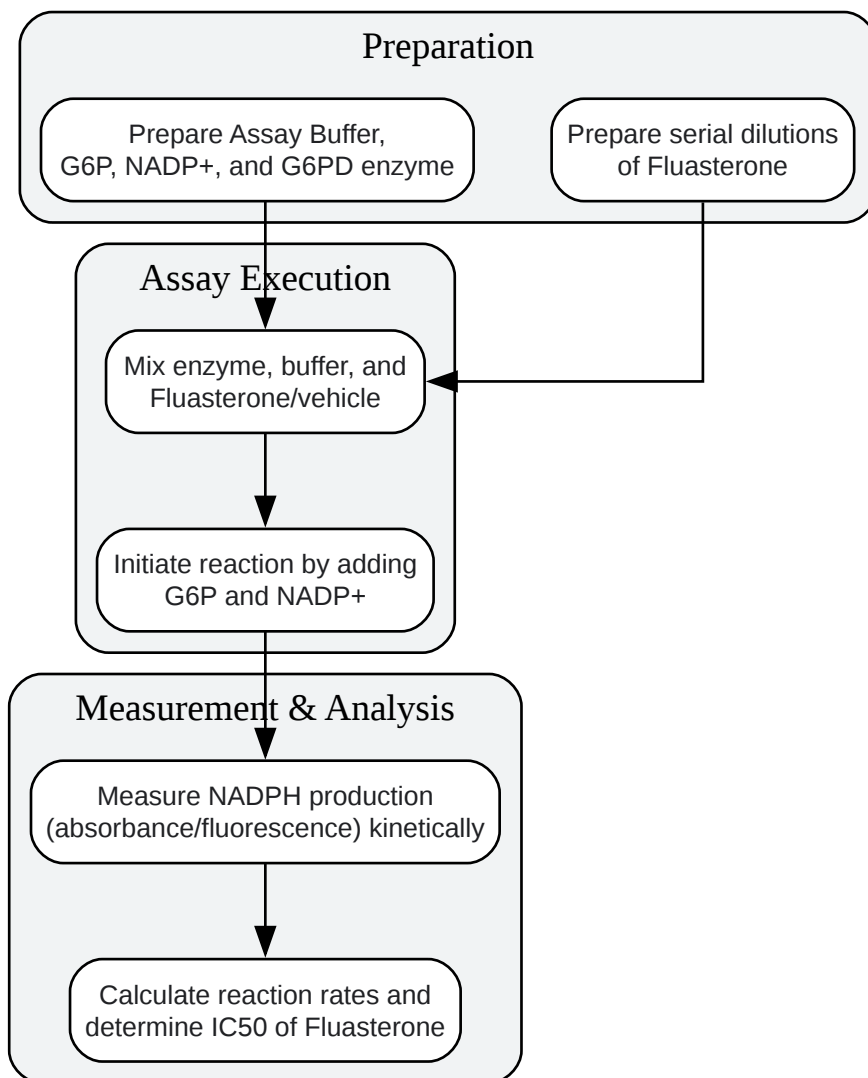 Preparation
Prepare Assay Buffer,
G6P, NADP+, and G6PD enzyme
Prepare serial dilutions
of Fluasterone
Assay Execution
Mix enzyme, buffer, and
Fluasterone/vehicle
Initiate reaction by adding
G6P and NADP+
Measurement & Analysis
Measure NADPH production
(absorbance/fluorescence) kinetically
Calculate reaction rates and
determine IC50 of Fluasterone